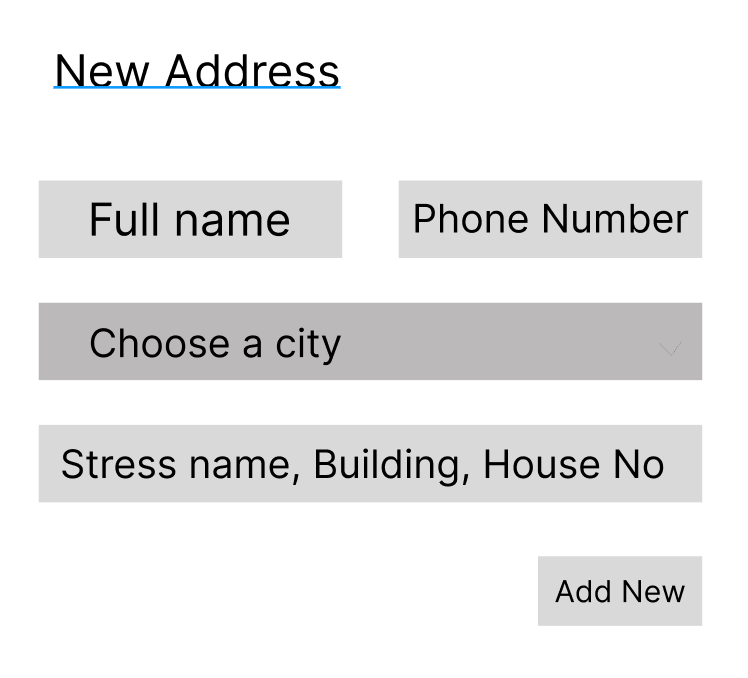 New Address
Full name
Phone Number
Choose a city
Stress name, Building, House No
Add New